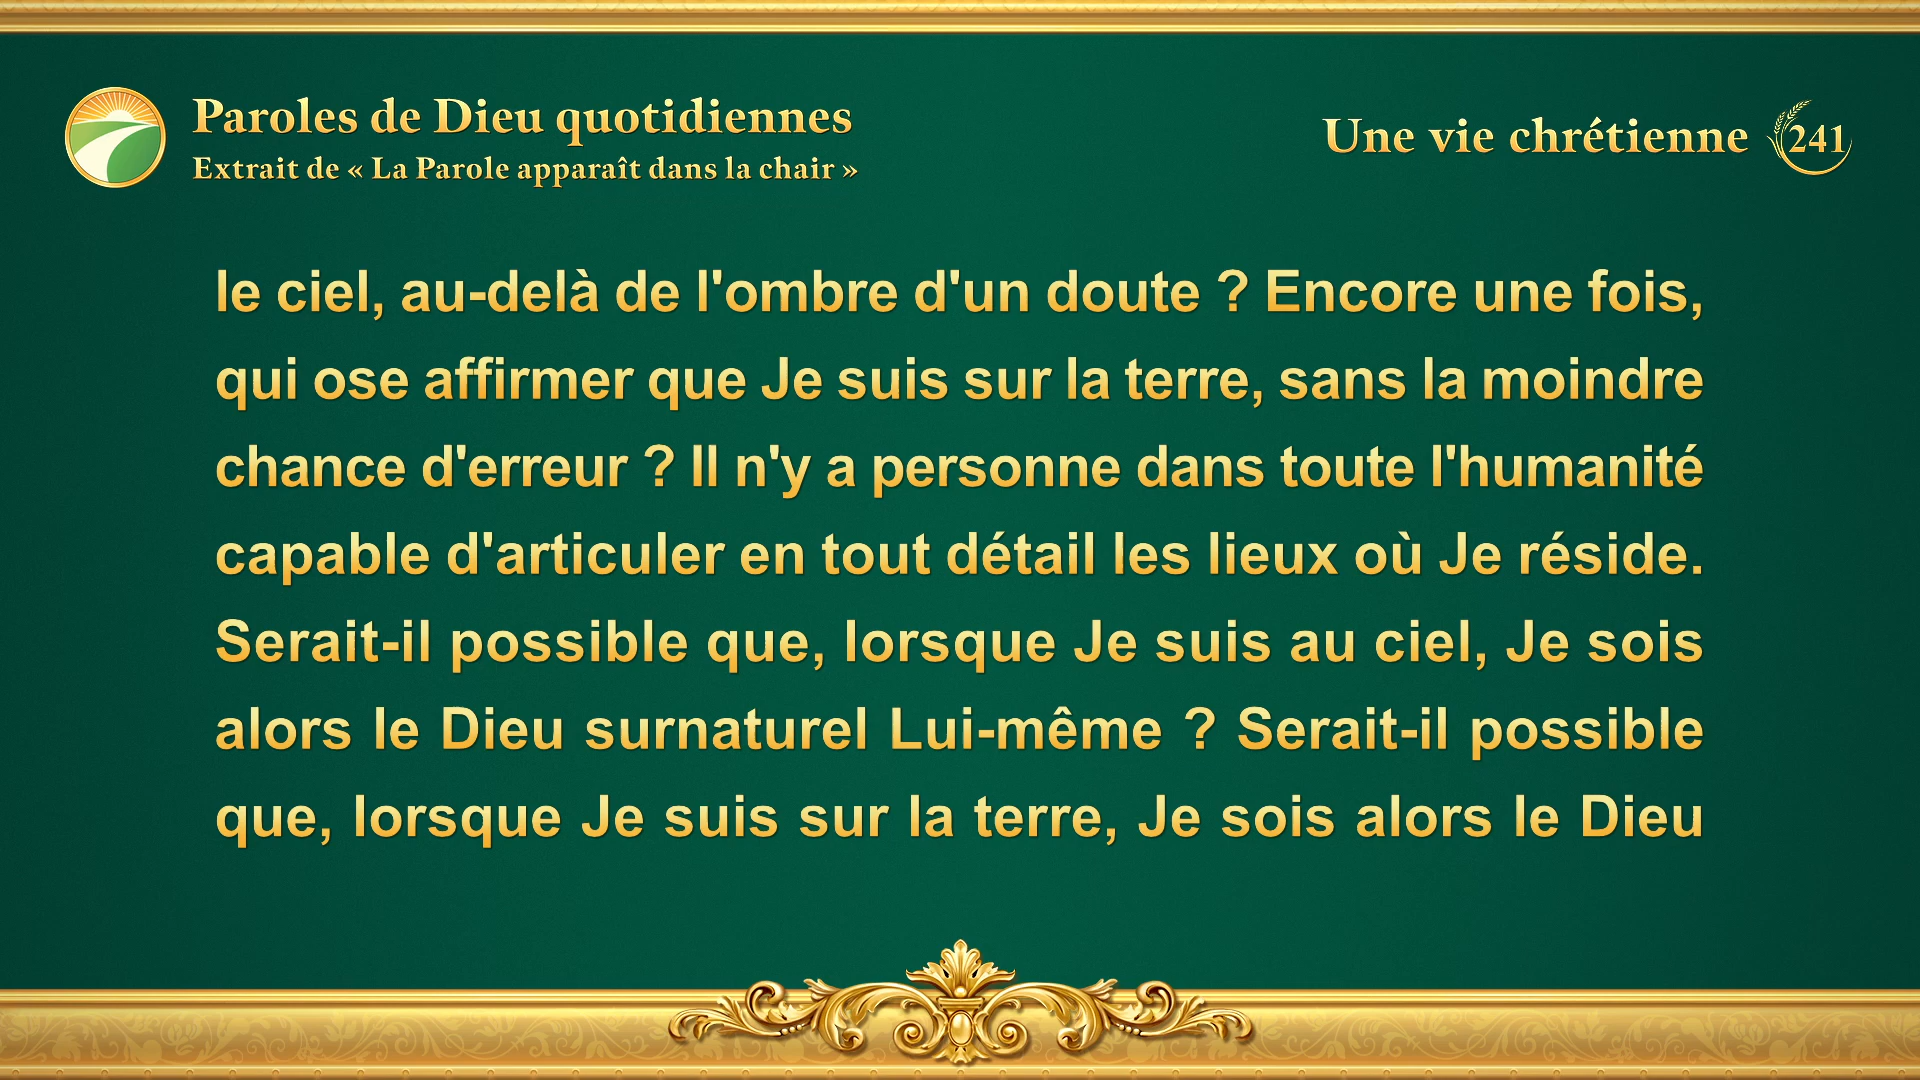 Paroles de Dieu quotidiennes
Extrait de « La Parole apparaît dans la chair »
Une vie chrétienne 241
le ciel, au-delà de l'ombre d'un doute ? Encore une fois,
qui ose affirmer que Je suis sur la terre, sans la moindre
chance d'erreur ? Il n'y a personne dans toute l'humanité
capable d'articuler en tout détail les lieux où Je réside.
Serait-il possible que, lorsque Je suis au ciel, Je sois
alors le Dieu surnaturel Lui-même ? Serait-il possible
que, lorsque Je suis sur la terre, Je sois alors le Dieu